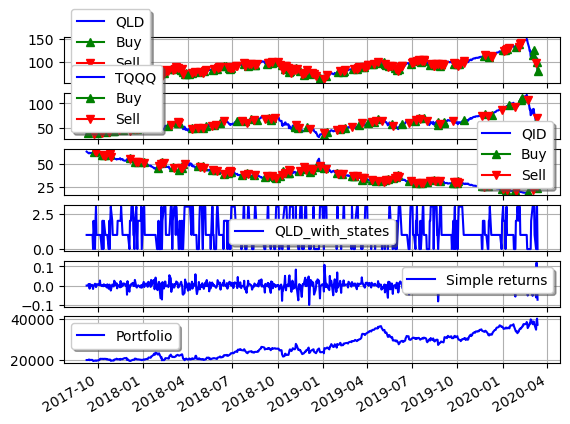 QLD
Buy
Sell
150
100
TQQQ
Buy
Sell
100
50
QID
Buy
Sell
50
25
2.5
0.0
QLD_with_states
0.1
0.0
-0.1
Simple returns
40000
20000
Portfolio
2017-10 2018-01 2018-04 2018-07 2018-10 2019-01 2019-04 2019-07 2019-10 2020-01 2020-04